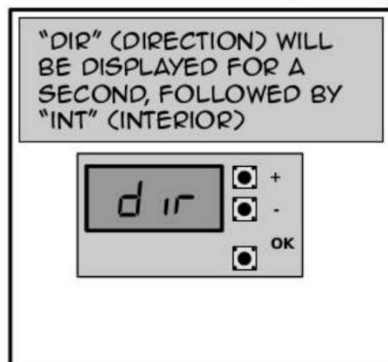 "DIR" (DIRECTION) WILL
BE DISPLAYED FOR A
SECOND, FOLLOWED BY
"INT" (INTERIOR)
dir
+
-
OK